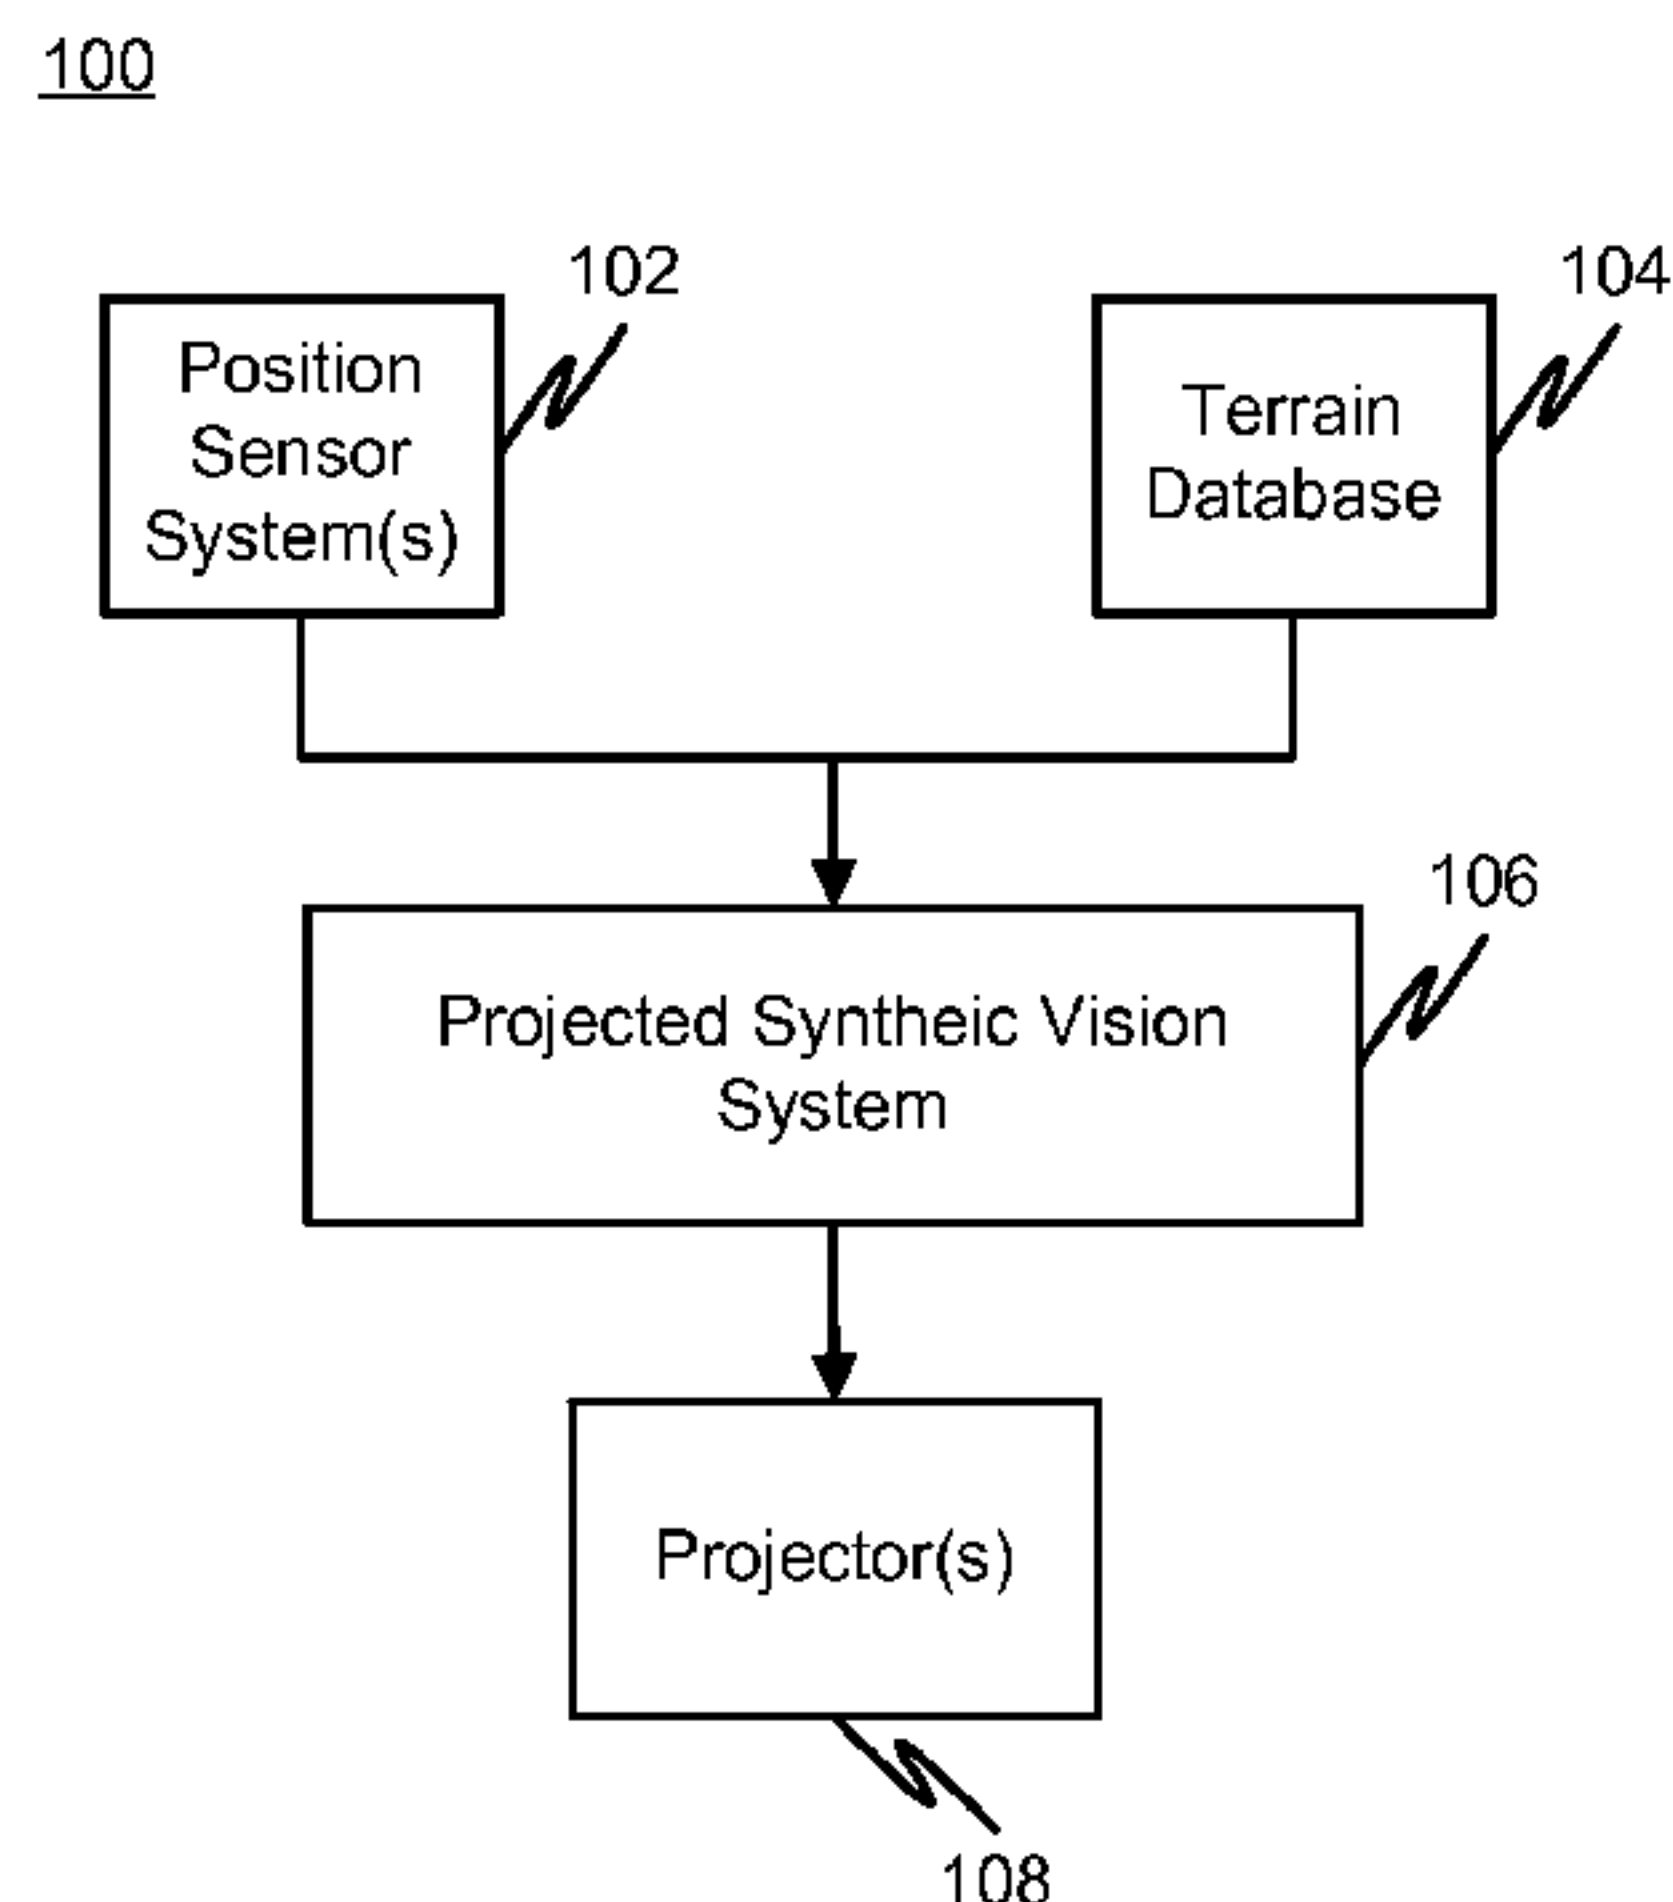 100
102
104
Position
Sensor
System(s)
Terrain
Database
106
Projected Syntheic Vision
System
Projector(s)
108